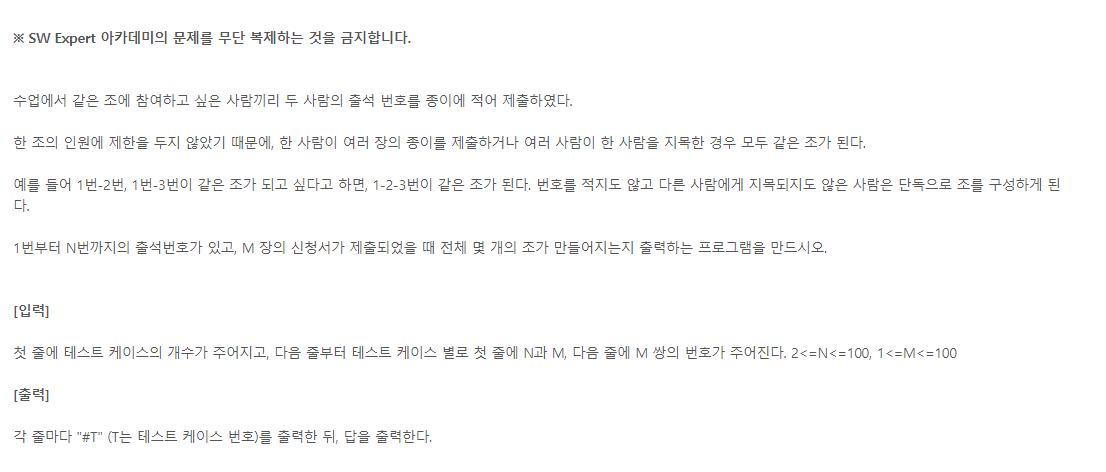 ※ SW Expert 아카데미의 문제를 무단 복제하는 것을 금지합니다.
수업에서 같은 조에 참여하고 싶은 사람끼리 두 사람의 출석 번호를 종이에 적어 제출하였다.
한 조의 인원에 제한을 두지 않았기 때문에, 한 사람이 여러 장의 종이를 제출하거나 여러 사람이 한 사람을 지목한 경우 모두 같은 조가 된다.
예를 들어 1번-2번, 1번-3번이 같은 조가 되고 싶다고 하면, 1-2-3번이 같은 조가 된다. 번호를 적지도 않고 다른 사람에게 지목되지도 않은 사람은 단독으로 조를 구성하게 된
다.
1번부터 N번까지의 출석번호가 있고, M 장의 신청서가 제출되었을 때 전체 몇 개의 조가 만들어지는지 출력하는 프로그램을 만드시오.
[입력]
첫 줄에 테스트 케이스의 개수가 주어지고, 다음 줄부터 테스트 케이스 별로 첫 줄에 N과 M, 다음 줄에 M 쌍의 번호가 주어진다. 2<=N<=100, 1<=M<=100
[출력]
각 줄마다 "#T" (T는 테스트 케이스 번호)를 출력한 뒤, 답을 출력한다.